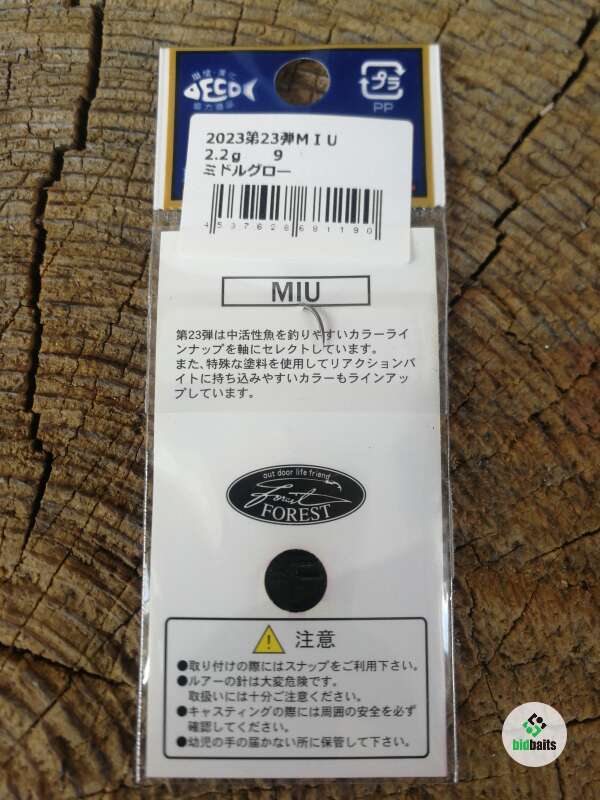 環境浄化
DECO
プラ
PP
2023第23弾ＭＩＵ
2.2ｇ　9
ミドルグロー
4537628681190
MIU
第23弾は中活性魚を釣りやすいカラーライ
ンナップを軸にセレクトしています。
また、特殊な塗料を使用してリアクションバ
イトに持ち込みやすいカラーもラインアッ
プしています。
out door life friend
forest
FOREST
注意
●取り付けの際にはスナップをご利用下さい。
●ルアーの針は大変危険です。
取扱いには十分ご注意ください。
●キャスティングの際には周囲の安全を必ず
確認してください。
●幼児の手の届かない所に保管して下さい。
bidbaits